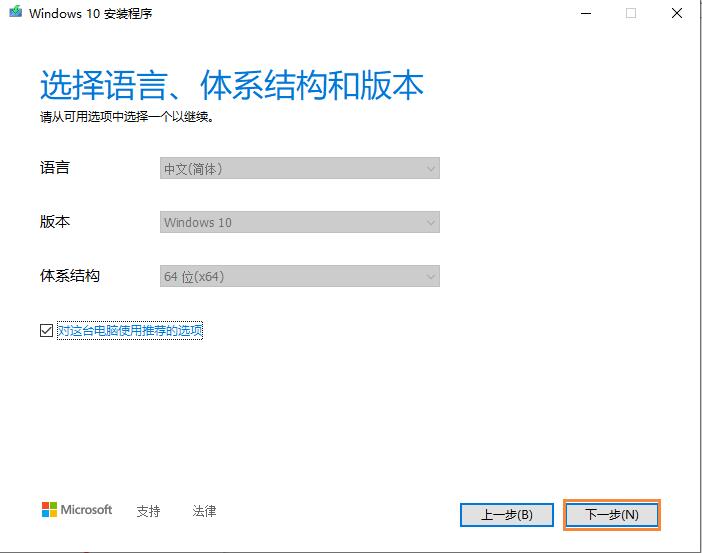 Windows 10 安装程序
选择语言、体系结构和版本
请从可用选项中选择一个以继续。
语言 中文(简体)
版本 Windows 10
体系结构 64 位(x64)
对这台电脑使用推荐的选项
Microsoft 支持 法律 上一步(B) 下一步(N)